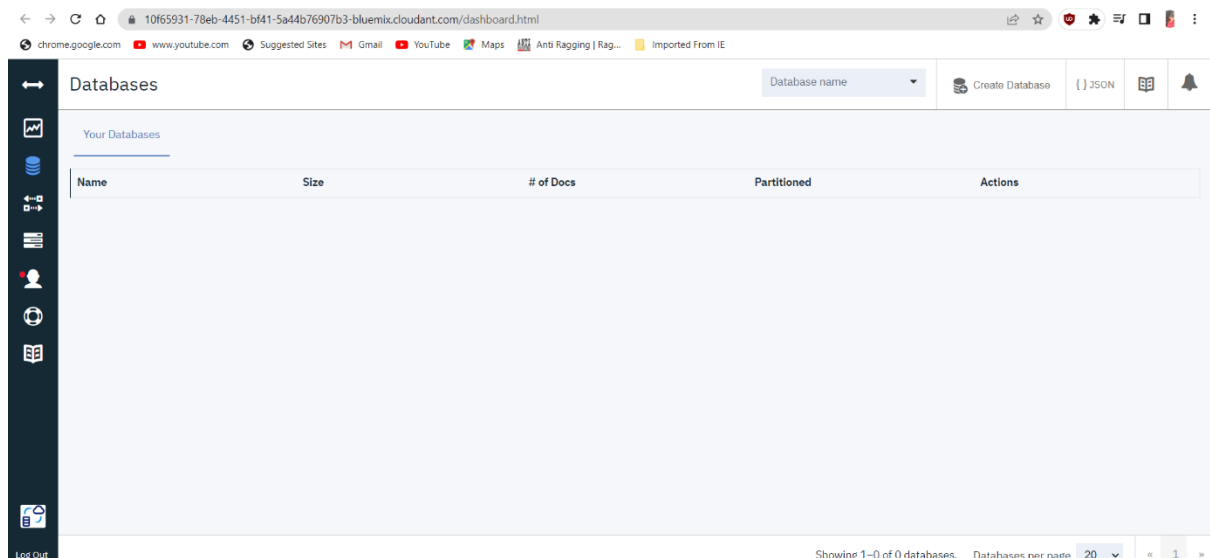 10f65931-78eb-4451-bf41-5a44b76907b3-bluemix.cloudant.com/dashboard.html
chrome.google.com www.youtube.com Suggested Sites Gmail YouTube Maps Anti Ragging | Rag... Imported From IE
Databases Database name Create Database { } JSON
Your Databases
Name Size # of Docs Partitioned Actions
Log Out Showing 1–0 of 0 databases. Databases per page 20 « 1 »